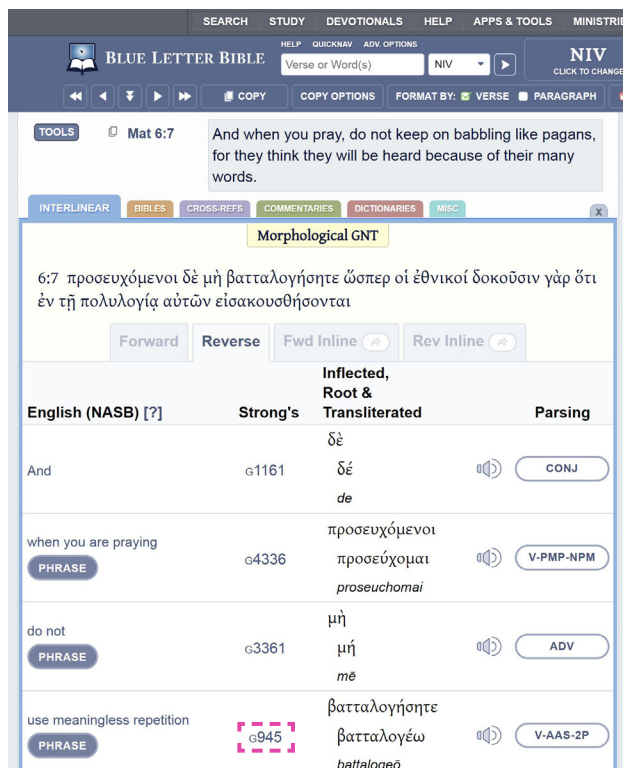 SEARCH STUDY DEVOTIONALS HELP APPS & TOOLS MINISTRIE
BLUE LETTER BIBLE
HELP QUICKNAV ADV. OPTIONS
Verse or Word(s)
NIV
NIV
CLICK TO CHANGE
COPY COPY OPTIONS FORMAT BY: VERSE PARAGRAPH
TOOLS Mat 6:7
And when you pray, do not keep on babbling like pagans,
for they think they will be heard because of their many
words.
INTERLINEAR BIBLES CROSS-REFS COMMENTARIES DICTIONARIES MISC x
Morphological GNT
6:7 προσευχόμενοι δὲ μὴ βατταλογήσητε ὥσπερ οἱ ἐθνικοί δοκοῦσιν γὰρ ὅτι
ἐν τῇ πολυλογίᾳ αὐτῶν εἰσακουσθήσονται
Forward Reverse Fwd Inline Rev Inline
English (NASB) [?] Strong's Inflected,
Root &
Transliterated Parsing
δὲ
And G1161 δέ CONJ
de
προσευχόμενοι
when you are praying
PHRASE G4336 προσεύχομαι V-PMP-NPM
proseuchomai
μὴ
do not
PHRASE G3361 μή ADV
mē
βατταλογήσητε
use meaningless repetition
PHRASE G945 βατταλογέω V-AAS-2P
battalogeō